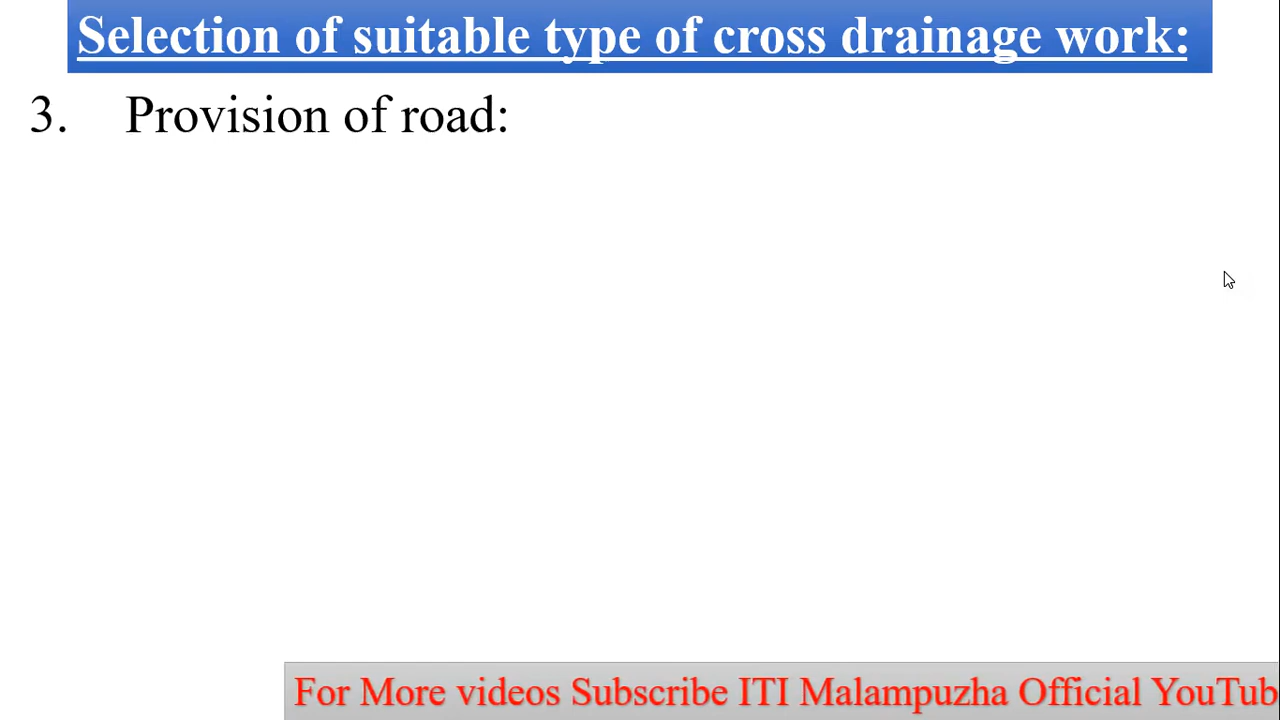 Selection of suitable type of cross drainage work:
3. Provision of road:
For More videos Subscribe ITI Malampuzha Official YouTub